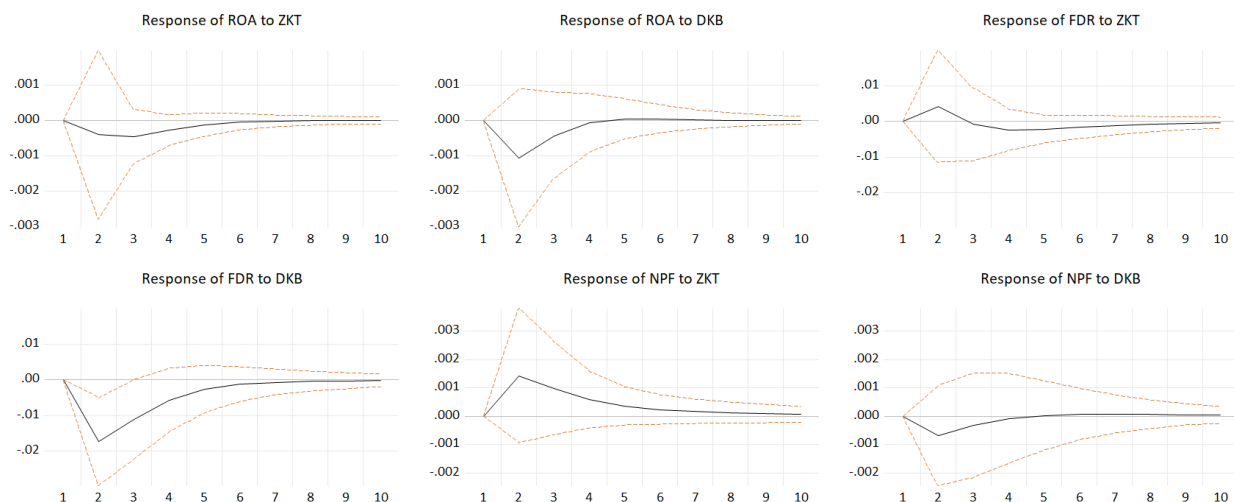 Response of ROA to ZKT
.001
.000
-.001
-.002
-.003
1 2 3 4 5 6 7 8 9 10
Response of ROA to DKB
.001
.000
-.001
-.002
-.003
1 2 3 4 5 6 7 8 9 10
Response of FDR to ZKT
.01
.00
-.01
-.02
1 2 3 4 5 6 7 8 9 10
Response of FDR to DKB
.01
.00
-.01
-.02
1 2 3 4 5 6 7 8 9 10
Response of NPF to ZKT
.003
.002
.001
.000
-.001
-.002
1 2 3 4 5 6 7 8 9 10
Response of NPF to DKB
.003
.002
.001
.000
-.001
-.002
1 2 3 4 5 6 7 8 9 10